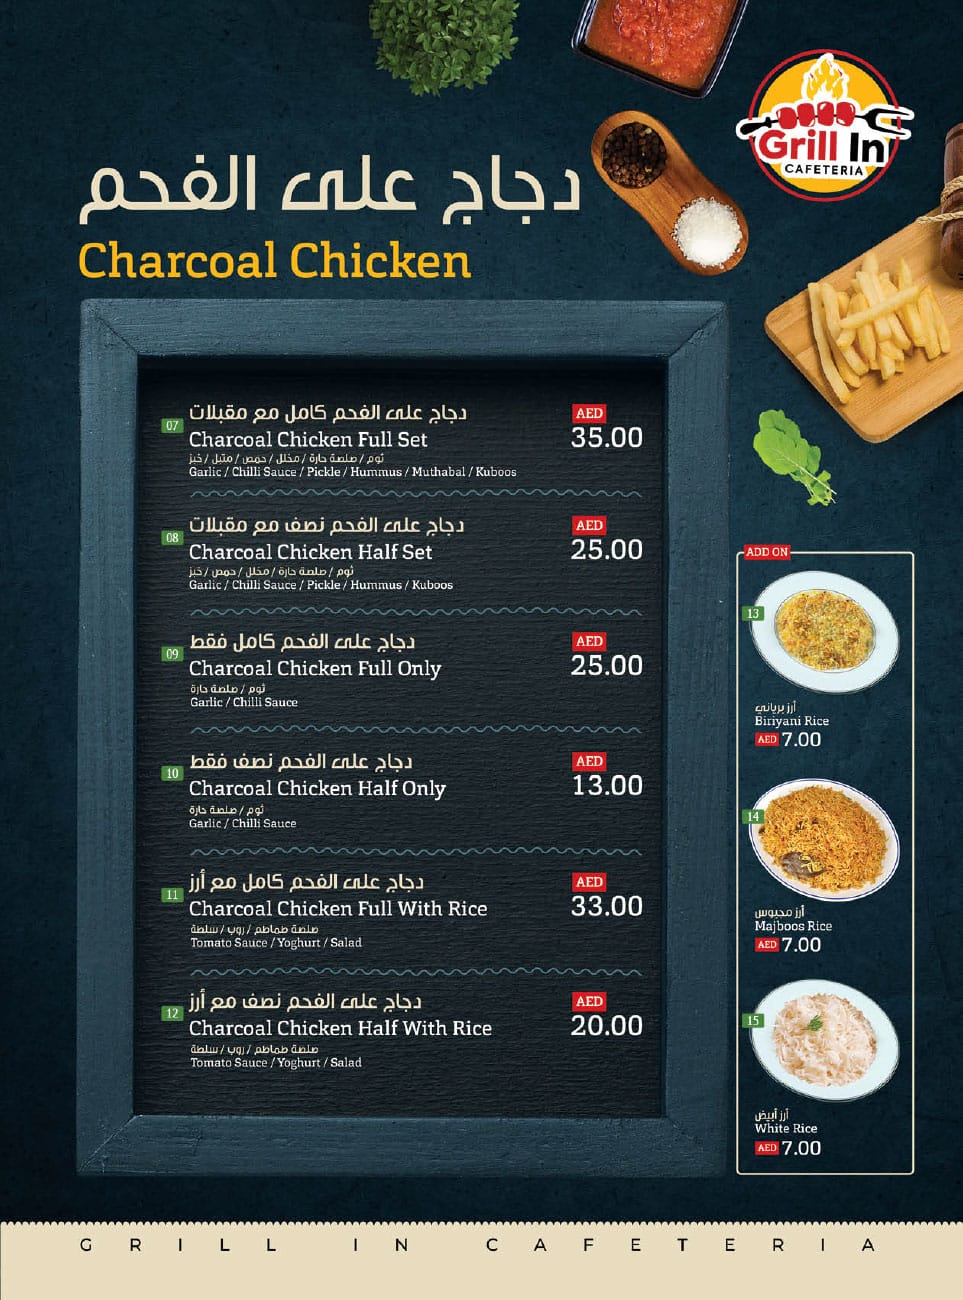 Grill In
CAFETERIA
دجاج على الفحم
Charcoal Chicken
07
دجاج على الفحم كامل مع مقبلات
Charcoal Chicken Full Set
ثوم / صلصة حارة / مخلل / حمص / متبل / خبز
Garlic / Chilli Sauce / Pickle / Hummus / Muthabal / Kuboos
AED
35.00
08
دجاج على الفحم نصف مع مقبلات
Charcoal Chicken Half Set
ثوم / صلصة حارة / مخلل / حمص / خبز
Garlic / Chilli Sauce / Pickle / Hummus / Kuboos
AED
25.00
09
دجاج على الفحم كامل فقط
Charcoal Chicken Full Only
ثوم / صلصة حارة
Garlic / Chilli Sauce
AED
25.00
10
دجاج على الفحم نصف فقط
Charcoal Chicken Half Only
ثوم / صلصة حارة
Garlic / Chilli Sauce
AED
13.00
11
دجاج على الفحم كامل مع أرز
Charcoal Chicken Full With Rice
صلصة طماطم / روب / سلطة
Tomato Sauce / Yoghurt / Salad
AED
33.00
12
دجاج على الفحم نصف مع أرز
Charcoal Chicken Half With Rice
صلصة طماطم / روب / سلطة
Tomato Sauce / Yoghurt / Salad
AED
20.00
ADD ON
13
أرز برياني
Biriyani Rice
AED 7.00
14
أرز مجبوس
Majboos Rice
AED 7.00
15
أرز أبيض
White Rice
AED 7.00
GRILL IN CAFETERIA